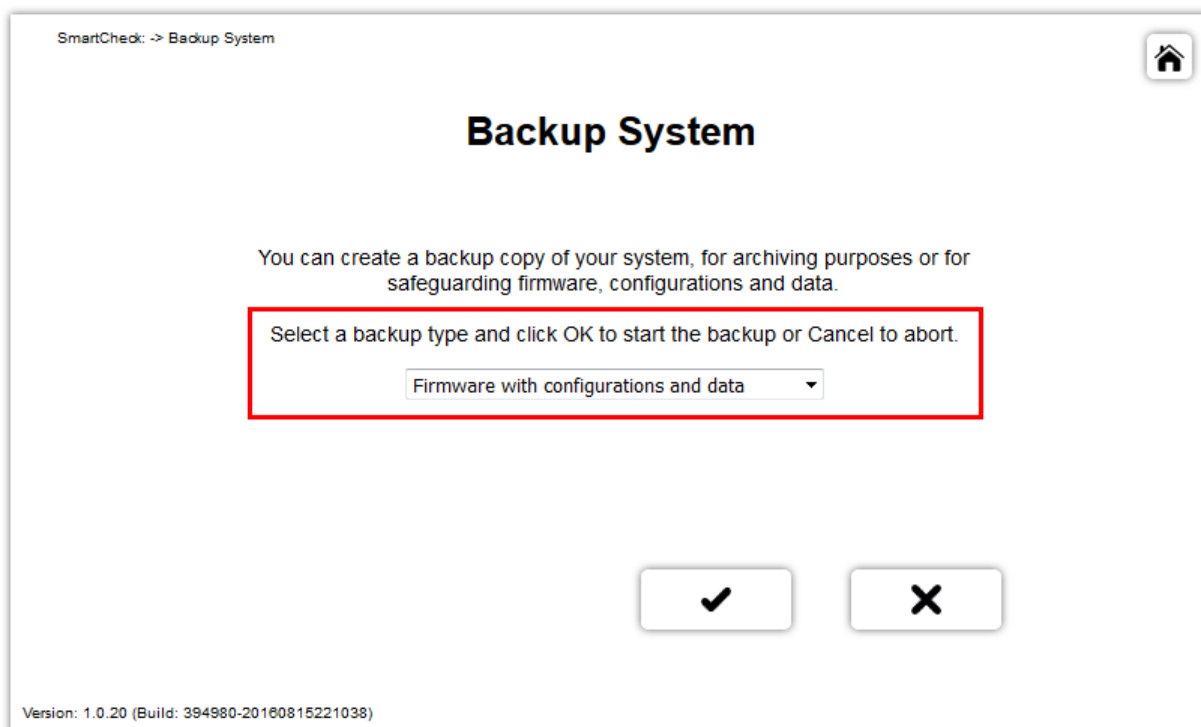 SmartCheck: -> Backup System
Backup System
You can create a backup copy of your system, for archiving purposes or for
safeguarding firmware, configurations and data.
Select a backup type and click OK to start the backup or Cancel to abort.
Firmware with configurations and data
Version: 1.0.20 (Build: 394980-20160815221038)